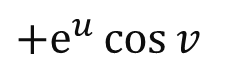 +e^u cos v